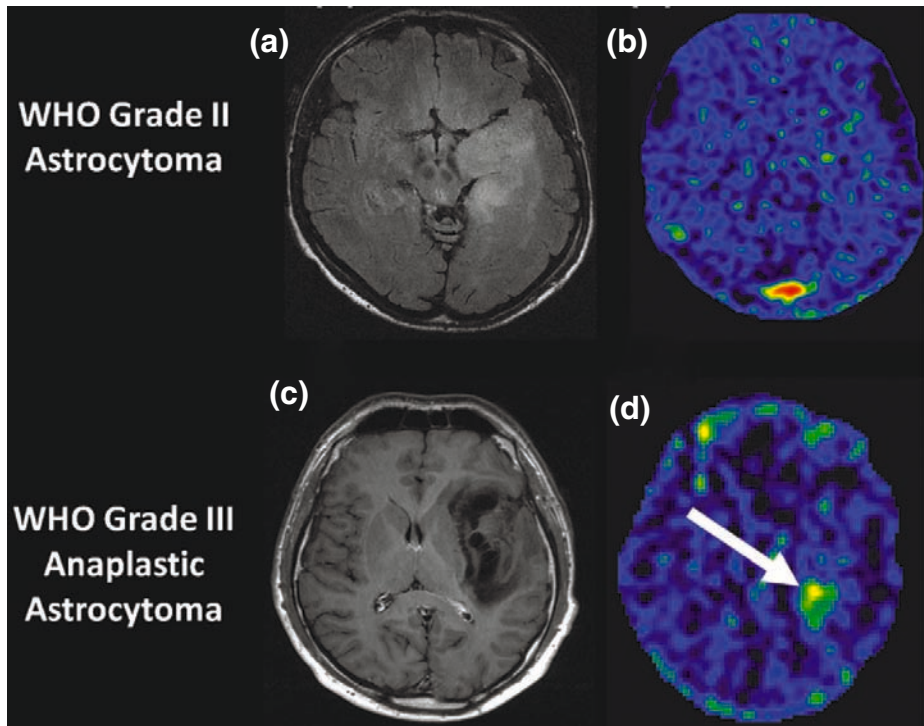 (a)
(b)
WHO Grade II
Astrocytoma
(c)
(d)
WHO Grade III
Anaplastic
Astrocytoma